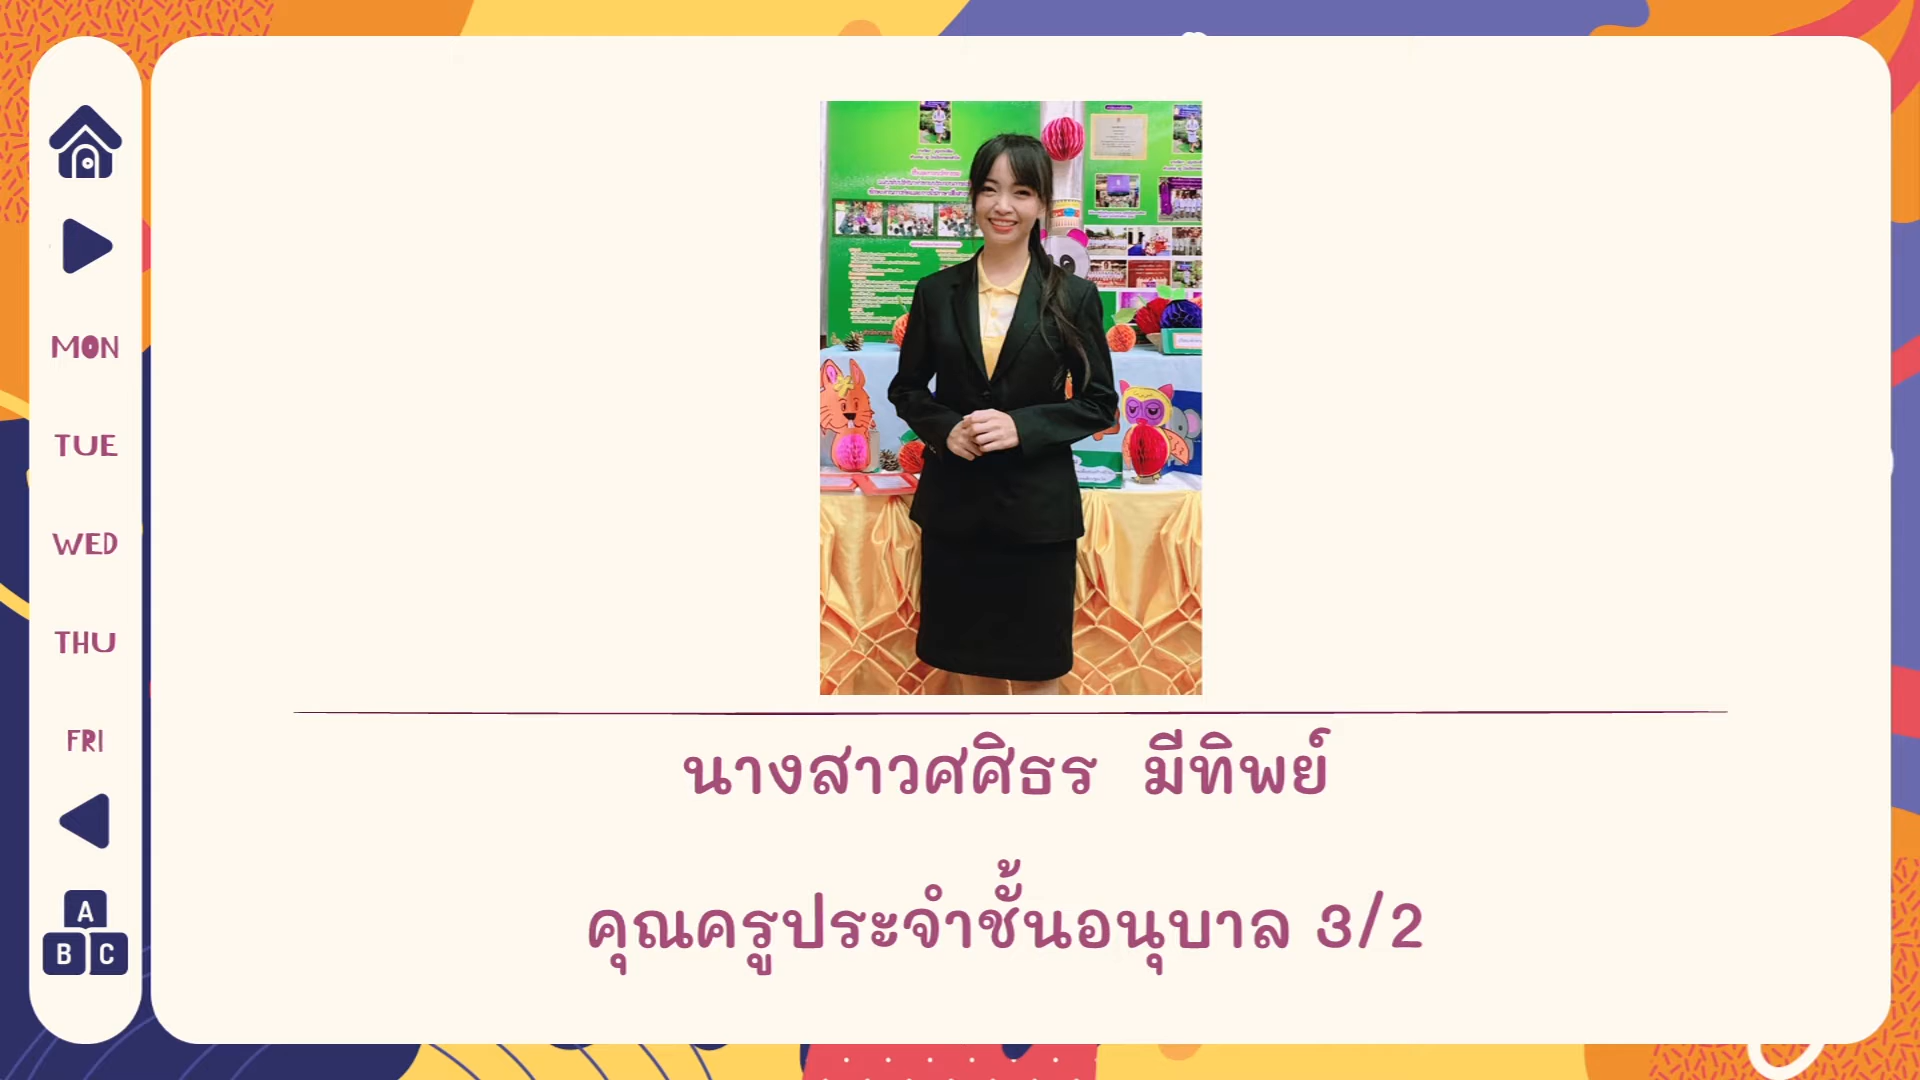 MON
TUE
WED
THU
FRI
A
B C
นางสาวศศิธร มีทิพย์
คุณครูประจำชั้นอนุบาล 3/2